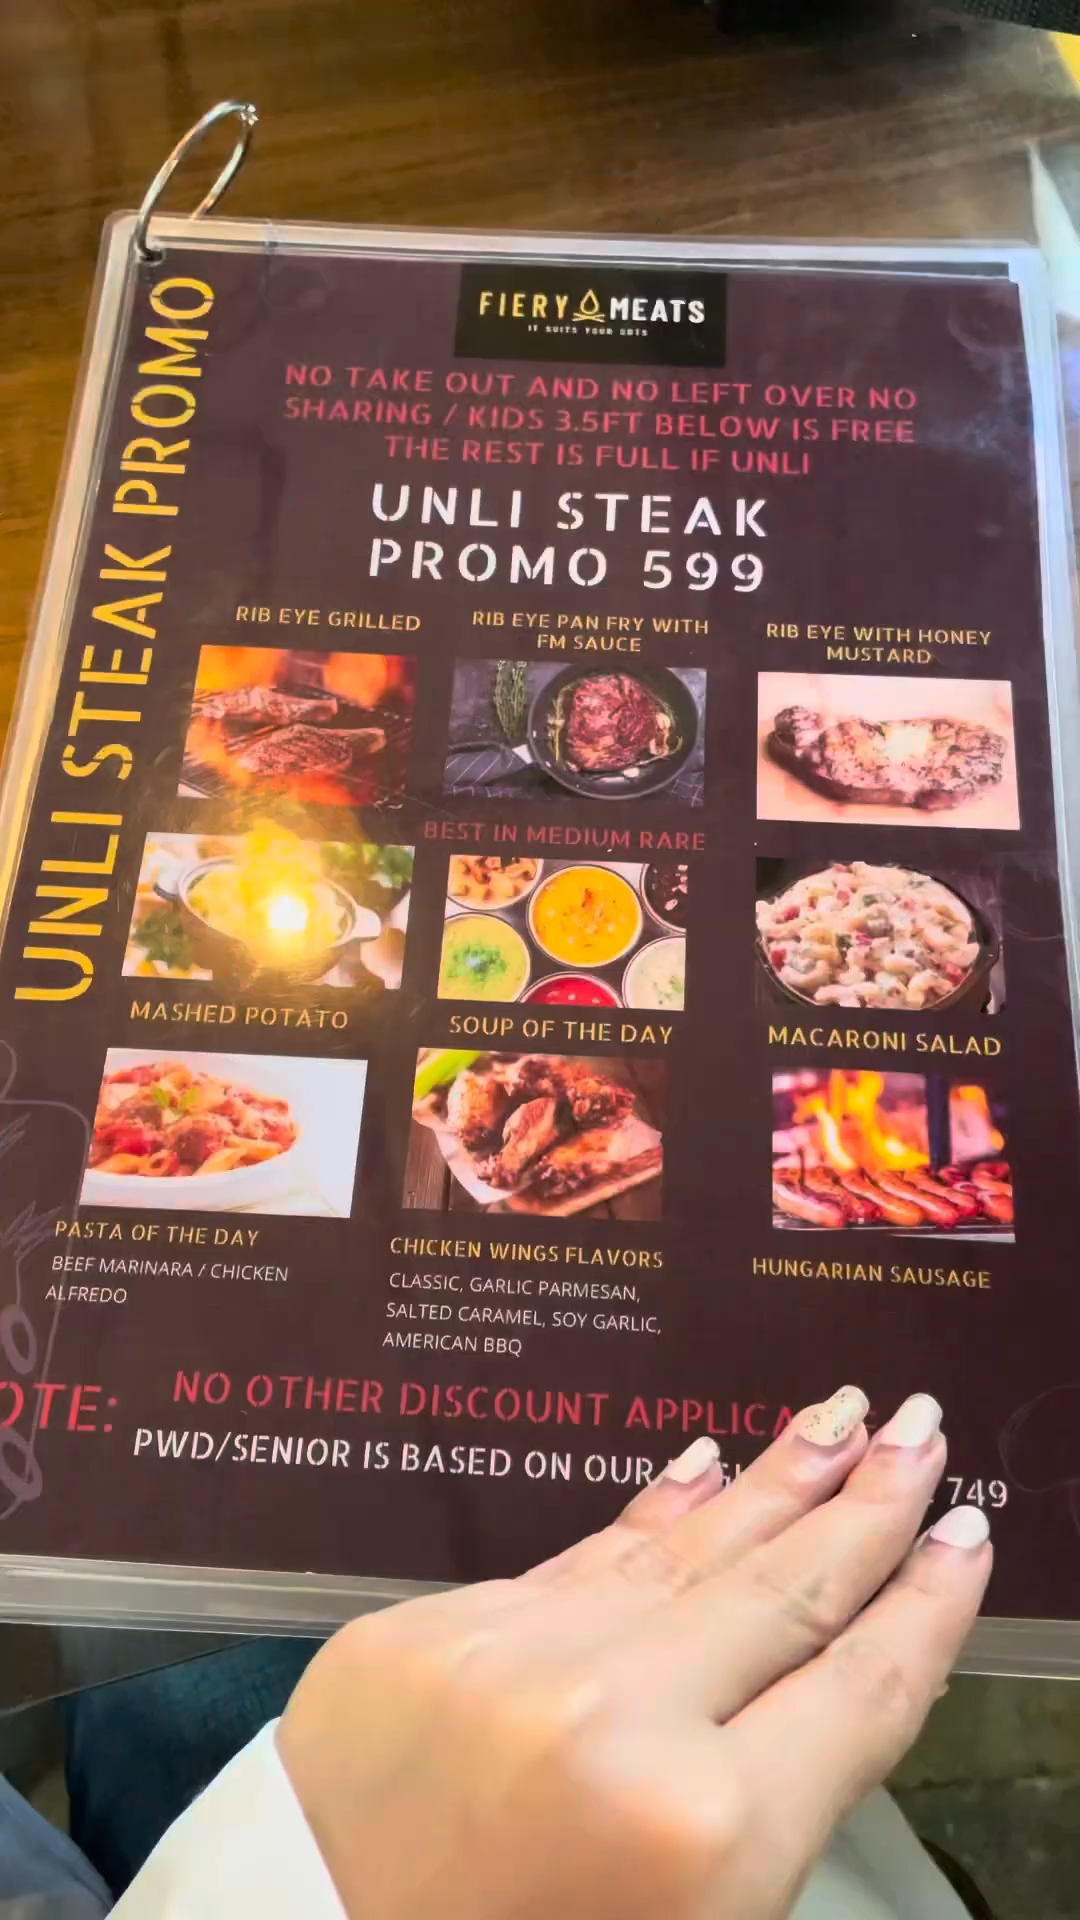 UNLI STEAK PROMO
FIERY MEATS
IT SUITS YOUR GUTS
NO TAKE OUT AND NO LEFT OVER NO
SHARING / KIDS 3.5FT BELOW IS FREE
THE REST IS FULL IF UNLI
UNLI STEAK
PROMO 599
RIB EYE GRILLED
RIB EYE PAN FRY WITH
FM SAUCE
RIB EYE WITH HONEY
MUSTARD
BEST IN MEDIUM RARE
MASHED POTATO
SOUP OF THE DAY
MACARONI SALAD
PASTA OF THE DAY
BEEF MARINARA / CHICKEN
ALFREDO
CHICKEN WINGS FLAVORS
CLASSIC, GARLIC PARMESAN,
SALTED CARAMEL, SOY GARLIC,
AMERICAN BBQ
HUNGARIAN SAUSAGE
OTE: NO OTHER DISCOUNT
PWD/SENIOR IS BASED ON OUR 749